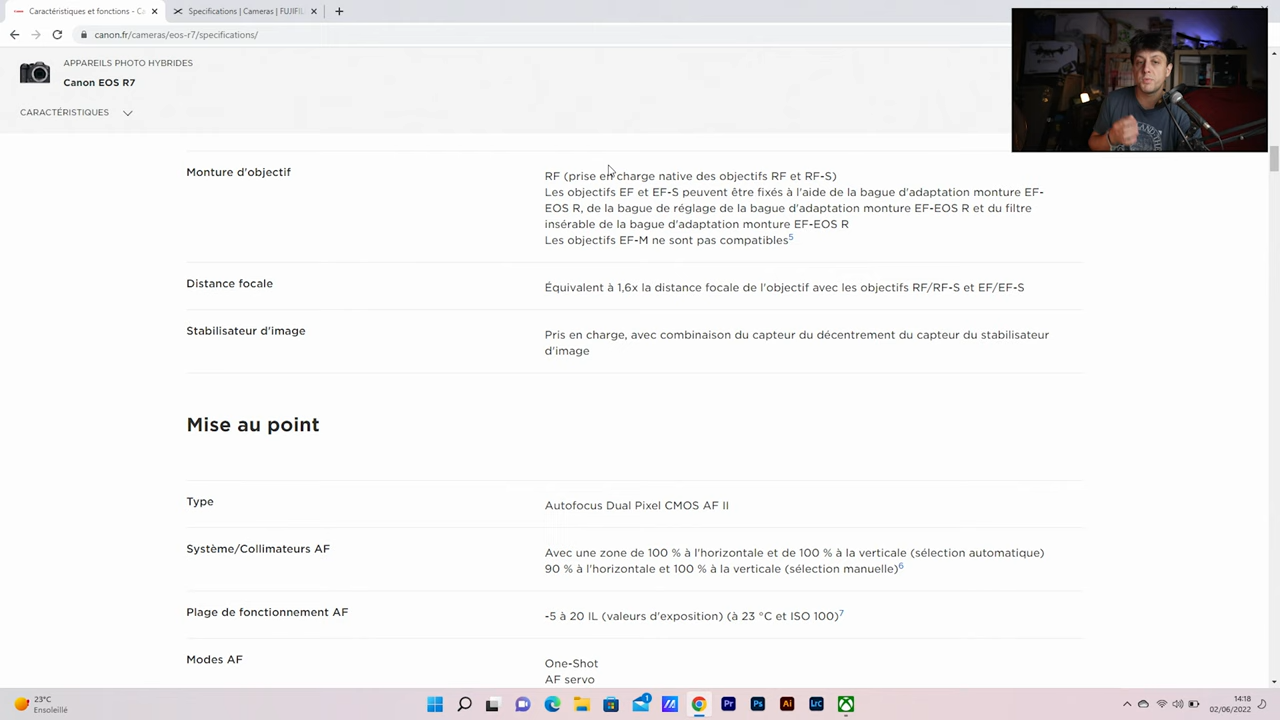 Caractéristiques et fonctions - Ca
Specifications | Cameras | FUJIFIL
canon.fr/cameras/eos-r7/specifications/
APPAREILS PHOTO HYBRIDES
Canon EOS R7
CARACTÉRISTIQUES
Monture d'objectif
RF (prise en charge native des objectifs RF et RF-S)
Les objectifs EF et EF-S peuvent être fixés à l'aide de la bague d'adaptation monture EF-
EOS R, de la bague de réglage de la bague d'adaptation monture EF-EOS R et du filtre
insérable de la bague d'adaptation monture EF-EOS R
Les objectifs EF-M ne sont pas compatibles5
Distance focale
Équivalent à 1,6x la distance focale de l'objectif avec les objectifs RF/RF-S et EF/EF-S
Stabilisateur d'image
Pris en charge, avec combinaison du capteur du décentrement du capteur du stabilisateur
d'image
Mise au point
Type
Autofocus Dual Pixel CMOS AF II
Système/Collimateurs AF
Avec une zone de 100 % à l'horizontale et de 100 % à la verticale (sélection automatique)
90 % à l'horizontale et 100 % à la verticale (sélection manuelle)6
Plage de fonctionnement AF
-5 à 20 IL (valeurs d'exposition) (à 23 °C et ISO 100)7
Modes AF
One-Shot
AF servo
23°C
Ensoleillé
1
Pr
Ps
Ai
Lrc
14:18
02/06/2022